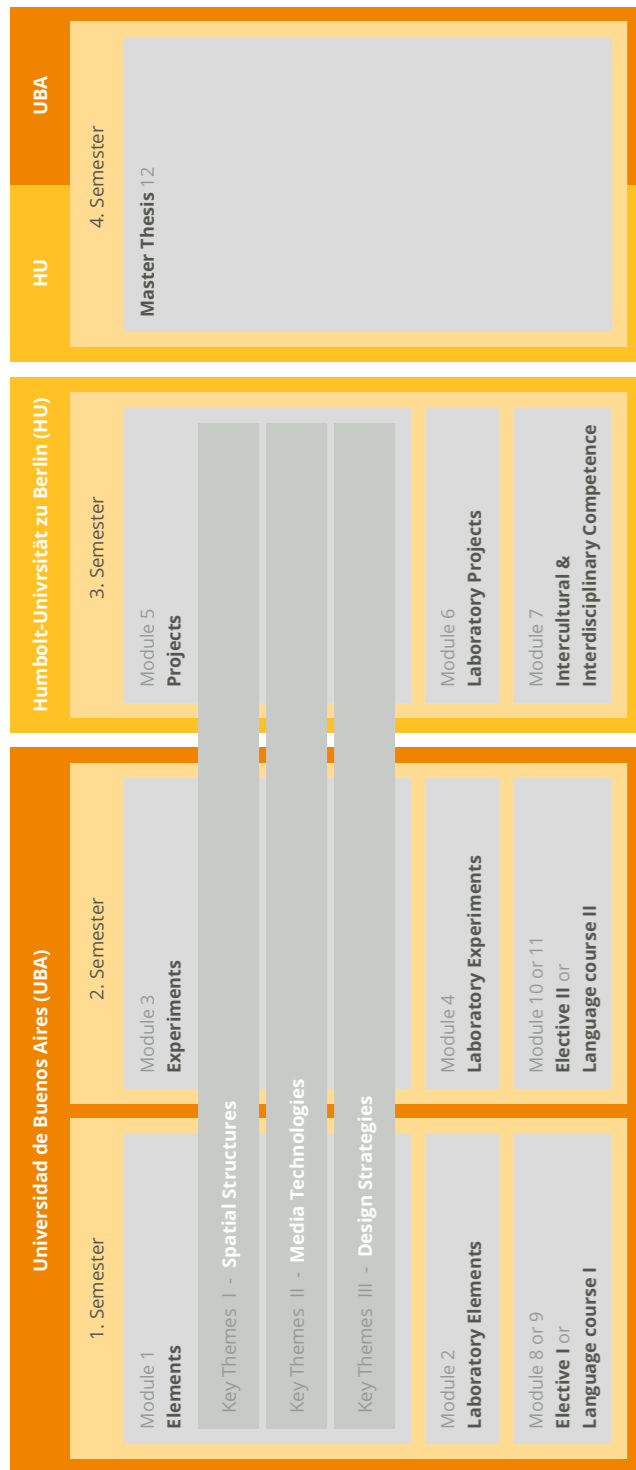 Universidad de Buenos Aires (UBA)
1. Semester
Module 1
Elements
Key Themes I - Spatial Structures
Key Themes II - Media Technologies
Key Themes III - Design Strategies
Module 2
Laboratory Elements
Module 8 or 9
Elective I or
Language course I
2. Semester
Module 3
Experiments
Module 4
Laboratory Experiments
Module 10 or 11
Elective II or
Language course II
Humbolt-Univrsität zu Berlin (HU)
3. Semester
Module 5
Projects
Module 6
Laboratory Projects
Module 7
Intercultural &
Interdisciplinary Competence
HU
UBA
4. Semester
Master Thesis 12